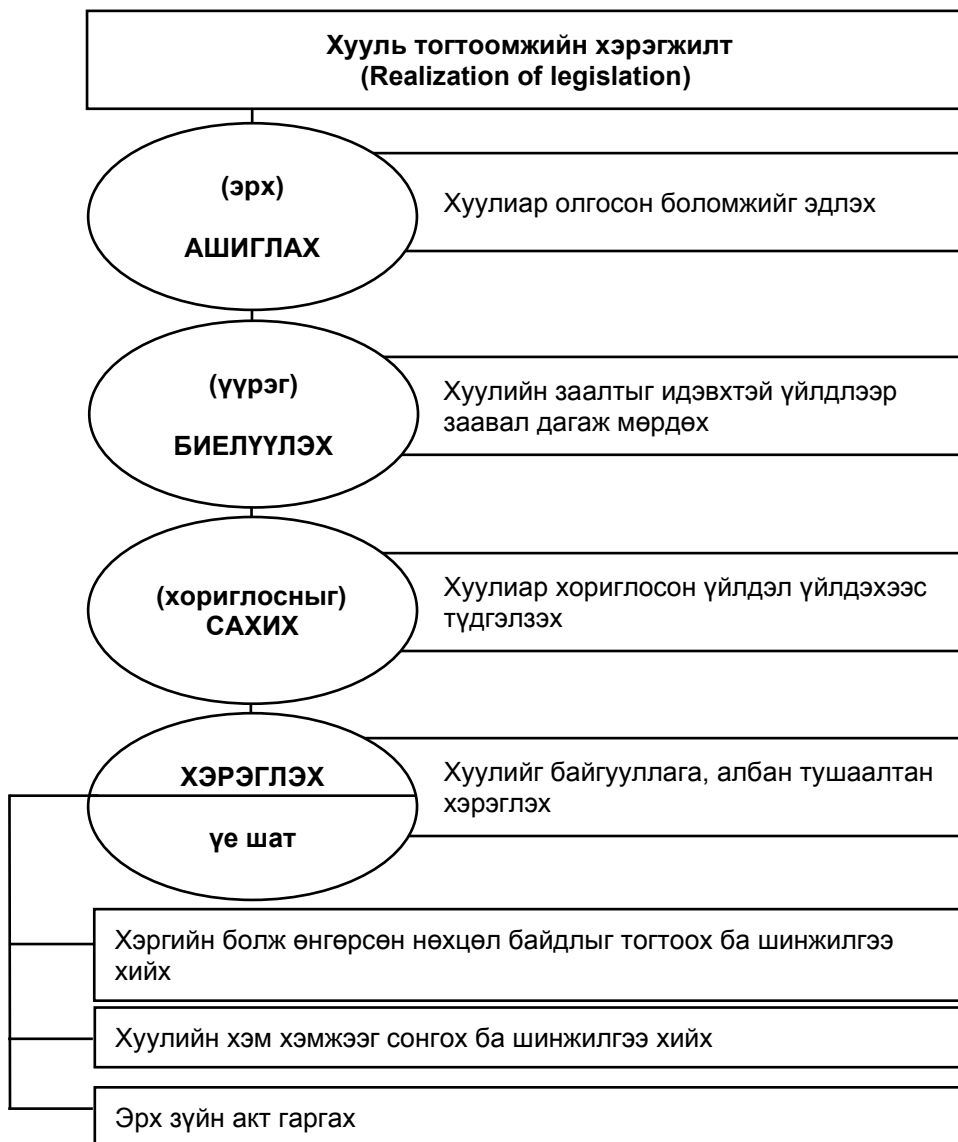 Хууль тогтоомжийн хэрэгжилт
(Realization of legislation)
(эрх)
АШИГЛАХ
Хуулиар олгосон боломжийг эдлэх
(үүрэг)
БИЕЛҮҮЛЭХ
Хуулийн заалтыг идэвхтэй үйлдлээр
заавал дагаж мөрдөх
(хориглосныг)
САХИХ
Хуулиар хориглосон үйлдэл үйлдэхээс
түдгэлзэх
ХЭРЭГЛЭХ
үе шат
Хуулийг байгууллага, албан тушаалтан
хэрэглэх
Хэргийн болж өнгөрсөн нөхцөл байдлыг тогтоох ба шинжилгээ
хийх
Хуулийн хэм хэмжээг сонгох ба шинжилгээ хийх
Эрх зүйн акт гаргах